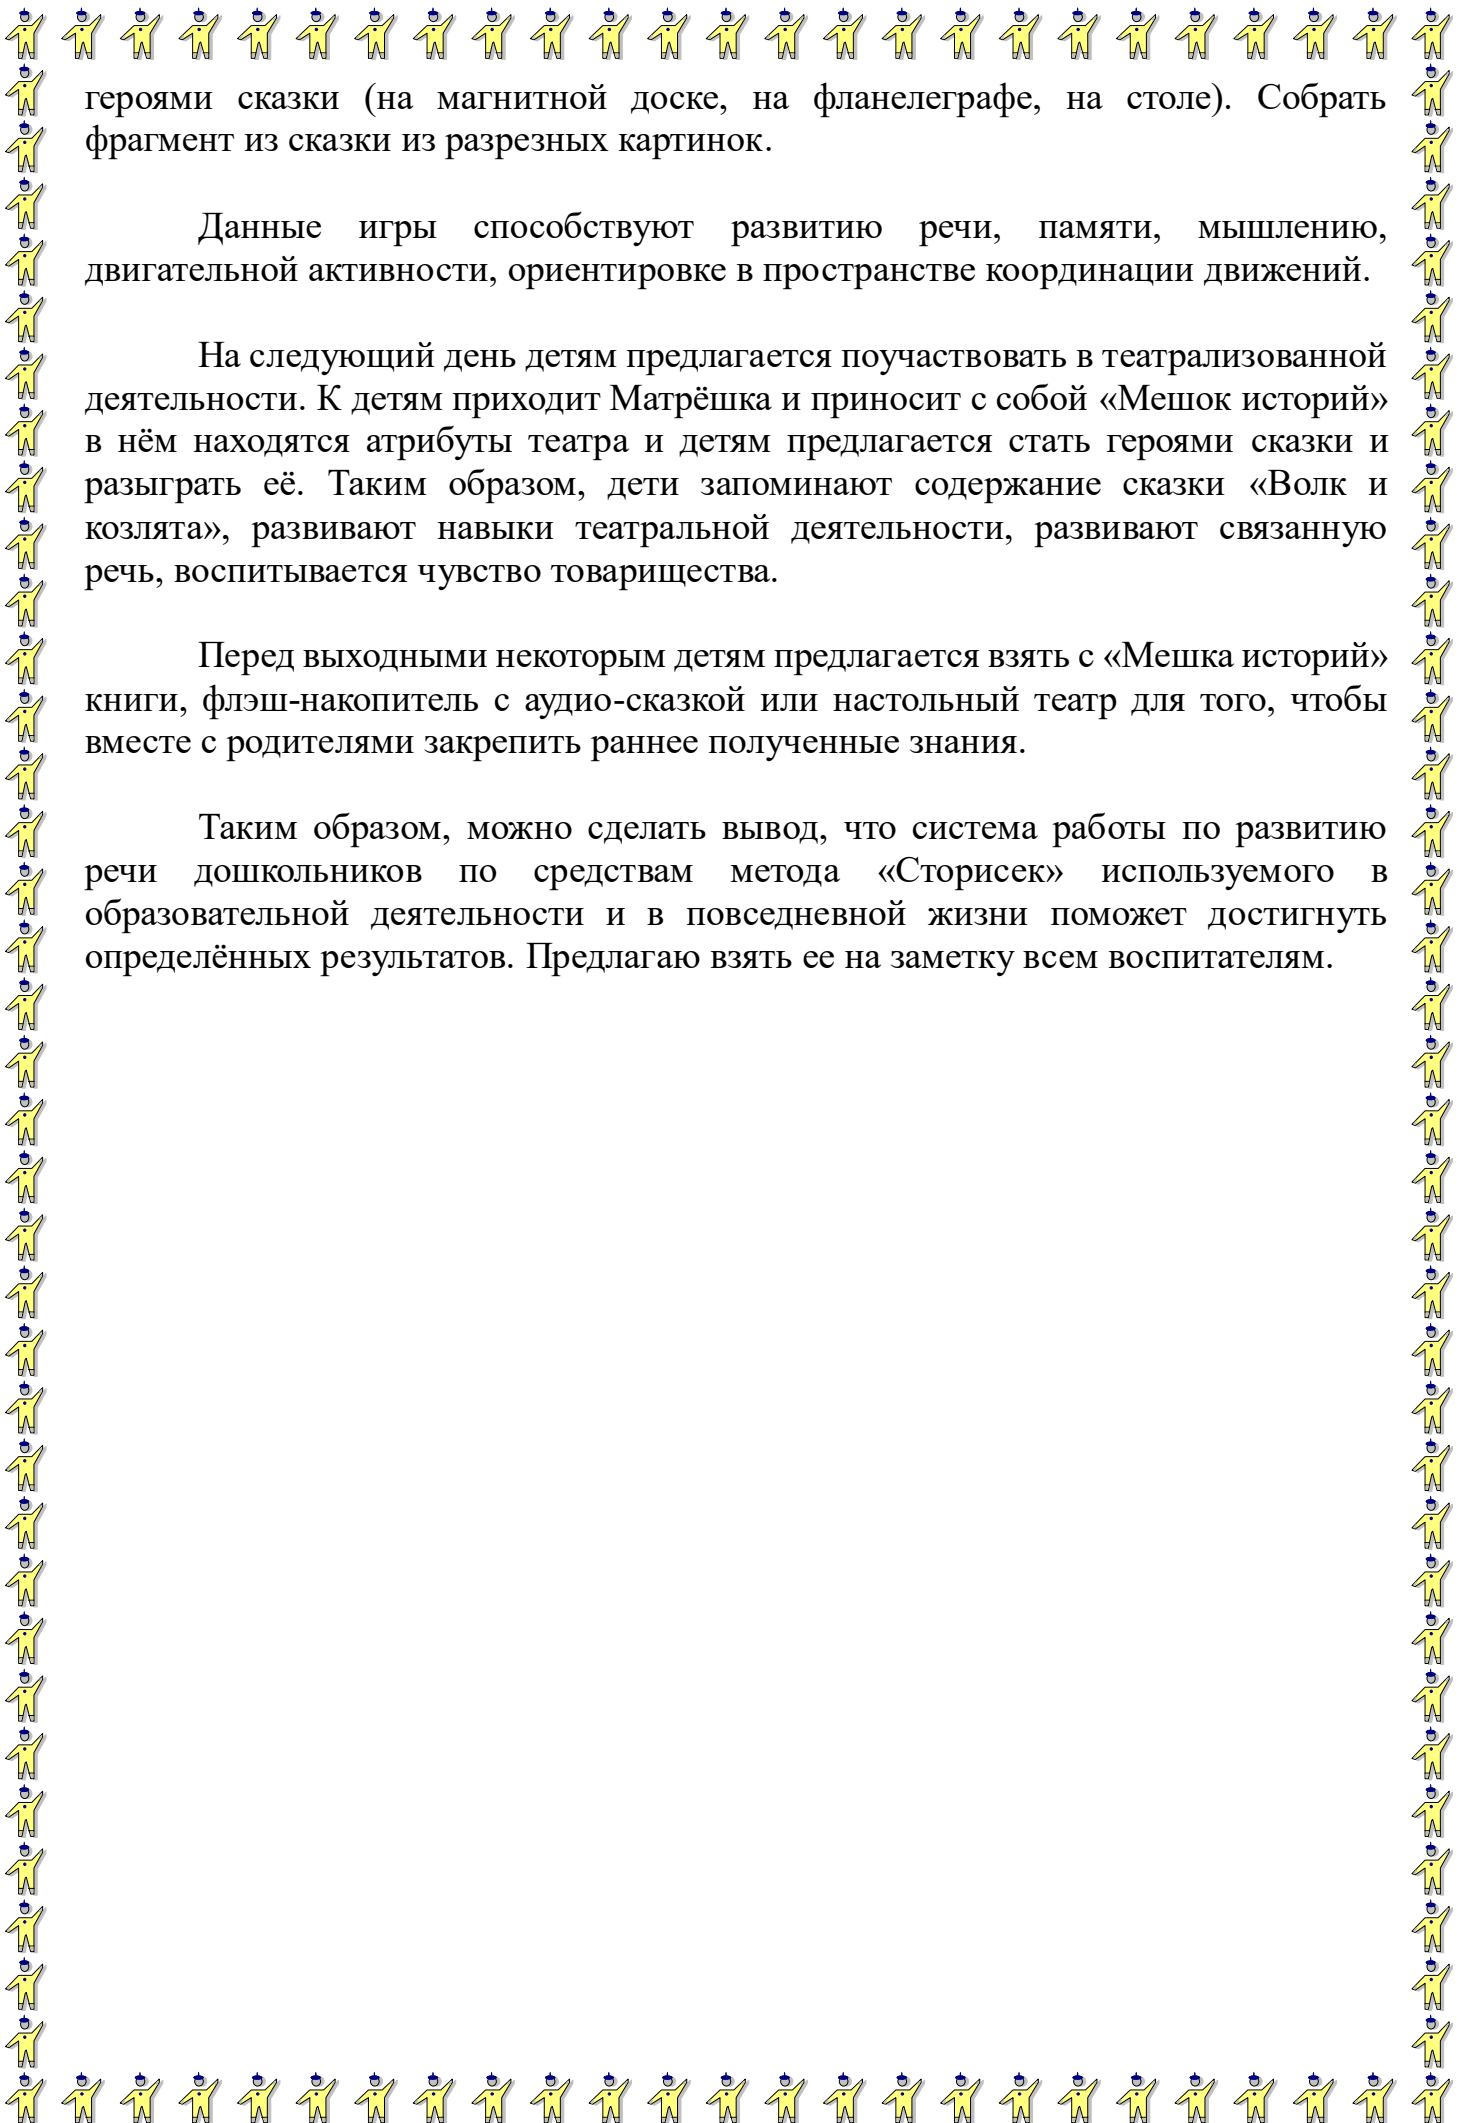 героями сказки (на магнитной доске, на фланелеграфе, на столе). Собрать
фрагмент из сказки из разрезных картинок.
Данные игры способствуют развитию речи, памяти, мышлению,
двигательной активности, ориентировке в пространстве координации движений.
На следующий день детям предлагается поучаствовать в театрализованной
деятельности. К детям приходит Матрёшка и приносит с собой «Мешок историй»
в нём находятся атрибуты театра и детям предлагается стать героями сказки и
разыграть её. Таким образом, дети запоминают содержание сказки «Волк и
козлята», развивают навыки театральной деятельности, развивают связанную
речь, воспитывается чувство товарищества.
Перед выходными некоторым детям предлагается взять с «Мешка историй»
книги, флэш-накопитель с аудио-сказкой или настольный театр для того, чтобы
вместе с родителями закрепить раннее полученные знания.
Таким образом, можно сделать вывод, что система работы по развитию
речи дошкольников по средствам метода «Сторисек» используемого в
образовательной деятельности и в повседневной жизни поможет достигнуть
определённых результатов. Предлагаю взять ее на заметку всем воспитателям.